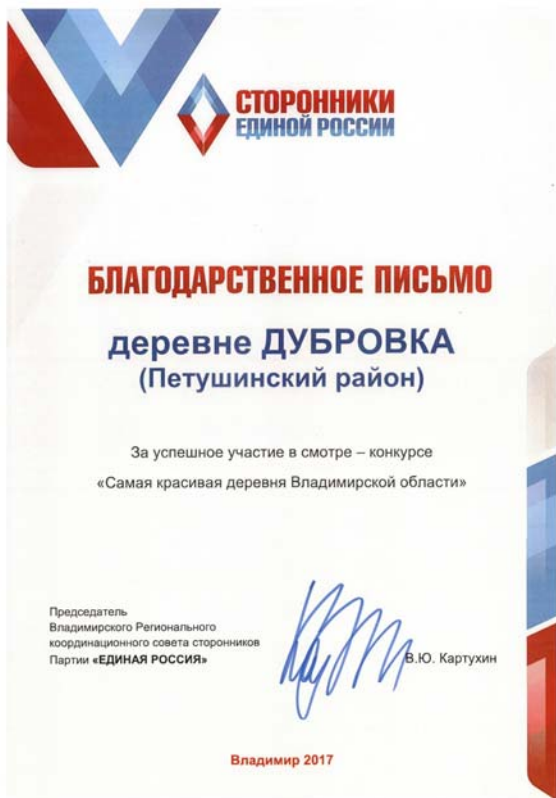 СТОРОННИКИ
ЕДИНОЙ РОССИИ
БЛАГОДАРСТВЕННОЕ ПИСЬМО
деревне ДУБРОВКА
(Петушинский район)
За успешное участие в смотре – конкурсе
«Самая красивая деревня Владимирской области»
Председатель
Владимирского Регионального
координационного совета сторонников
Партии «ЕДИНАЯ РОССИЯ»
В.Ю. Картухин
Владимир 2017